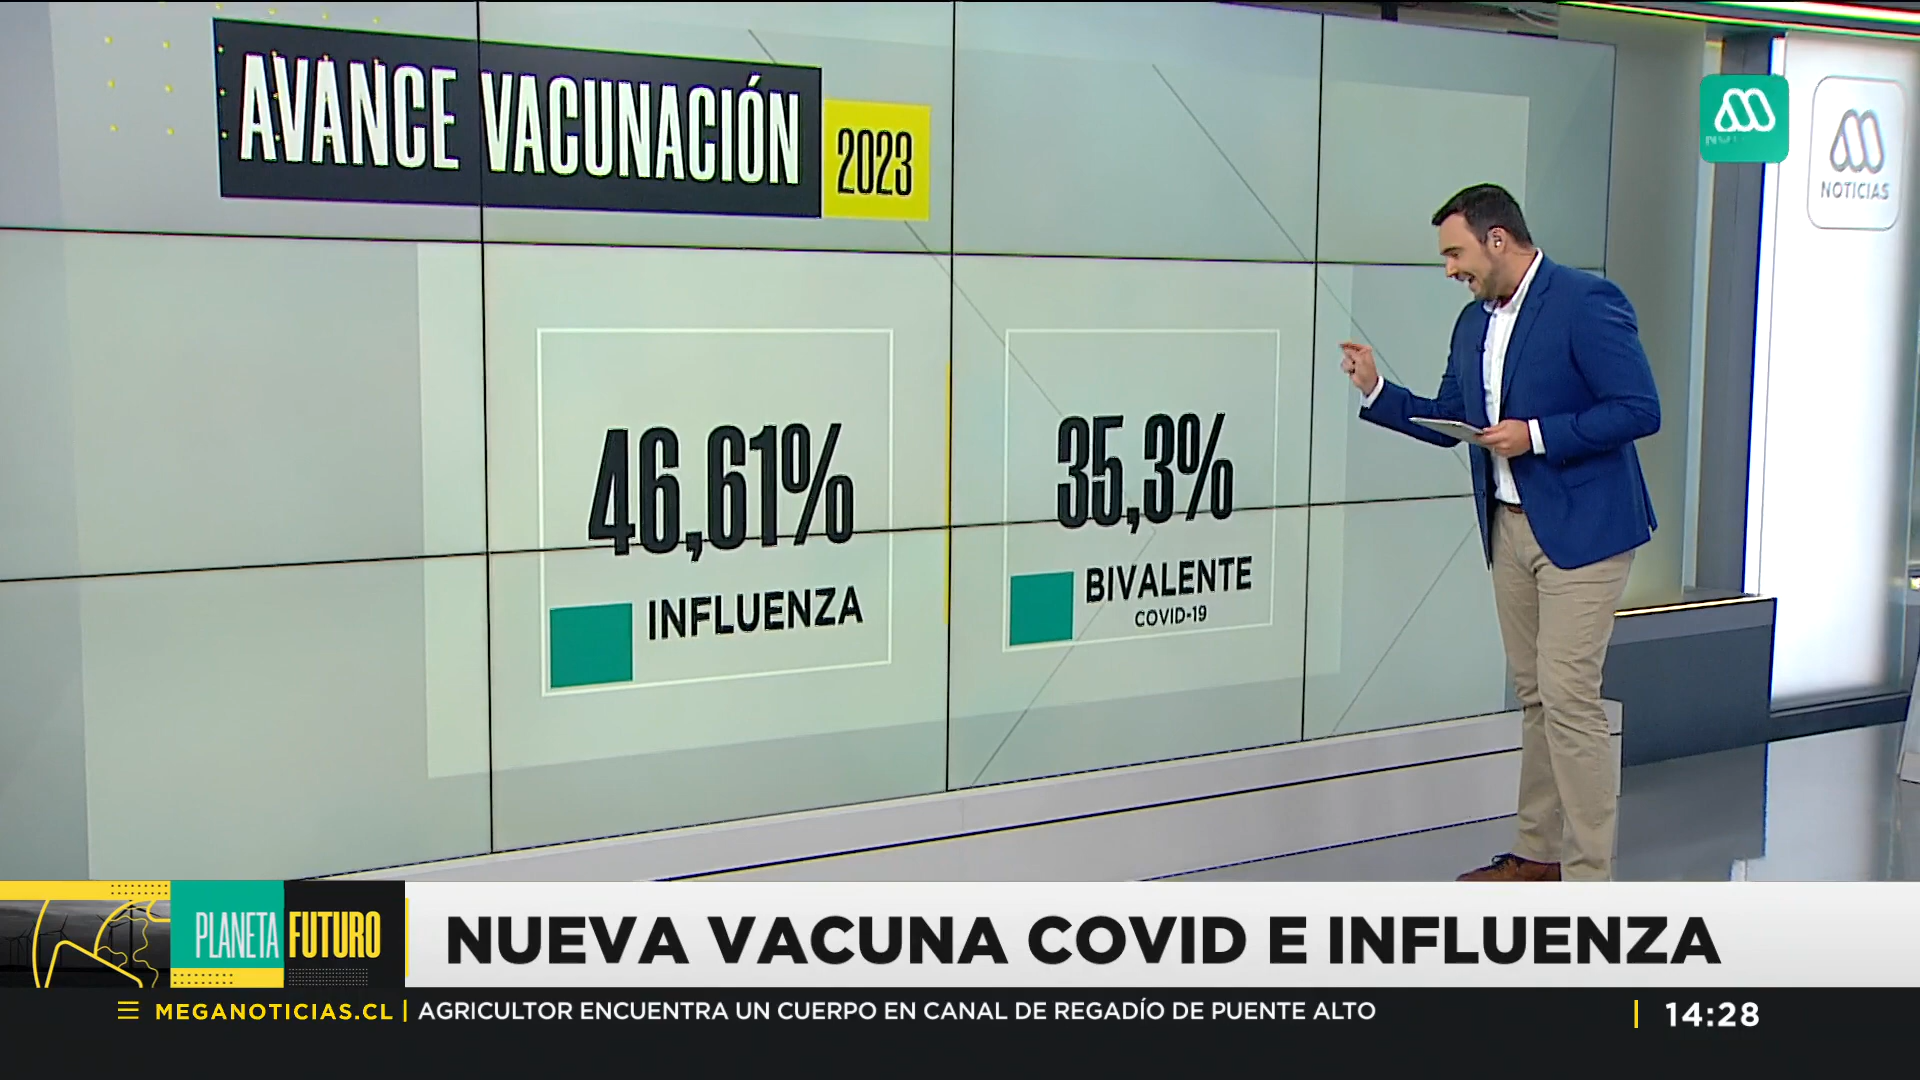 AVANCE VACUNACIÓN
2023
NOTICIAS
46,61%
INFLUENZA
35,3%
BIVALENTE
COVID-19
PLANETA FUTURO
NUEVA VACUNA COVID E INFLUENZA
MEGANOTICIAS.CL | AGRICULTOR ENCUENTRA UN CUERPO EN CANAL DE REGADÍO DE PUENTE ALTO
14:28